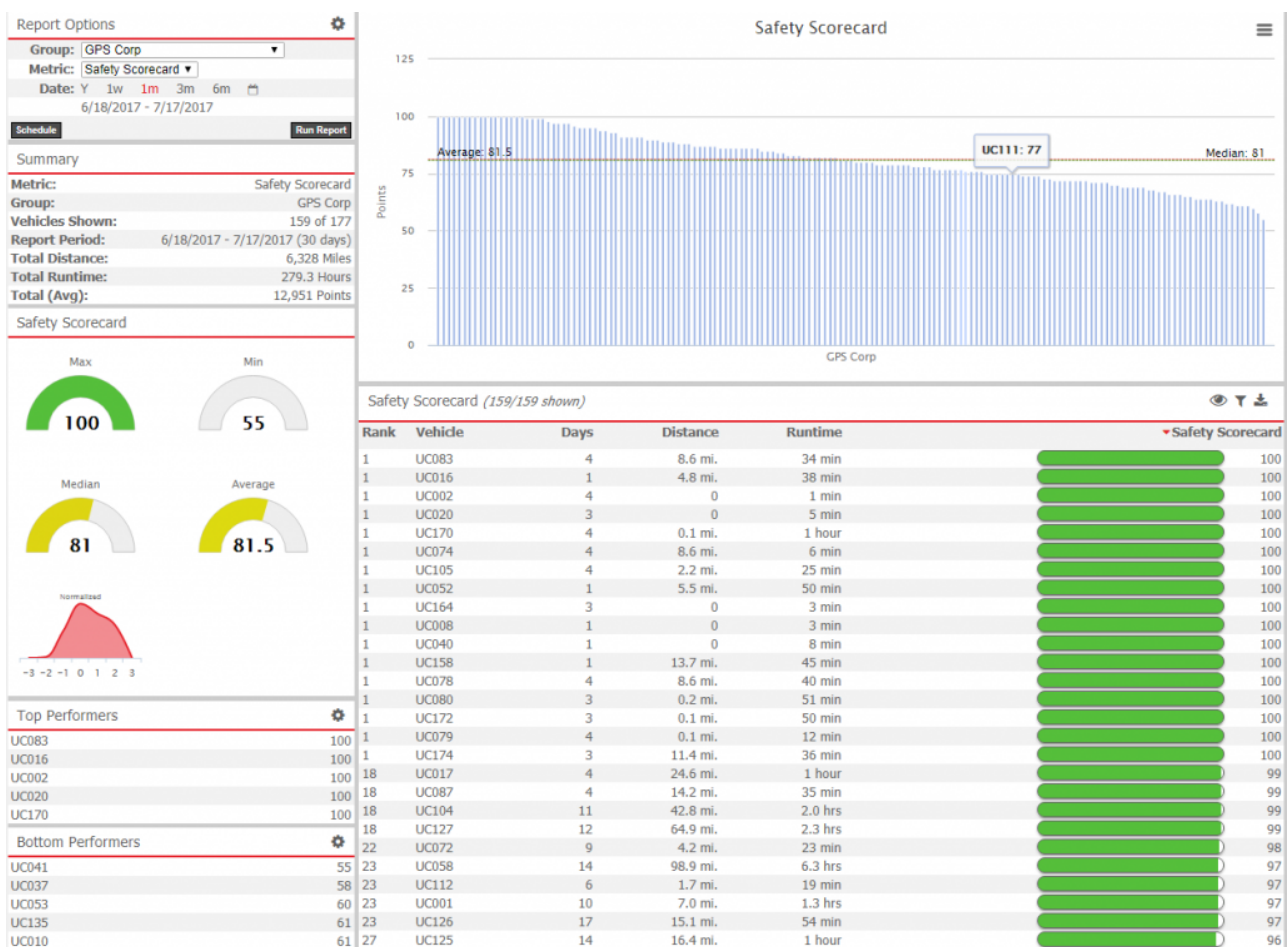 Report Options
Group: GPS Corp
Metric: Safety Scorecard
Date: Y 1w 1m 3m 6m
6/18/2017 - 7/17/2017
Schedule Run Report
Summary
Metric: Safety Scorecard
Group: GPS Corp
Vehicles Shown: 159 of 177
Report Period: 6/18/2017 - 7/17/2017 (30 days)
Total Distance: 6,328 Miles
Total Runtime: 279.3 Hours
Total (Avg): 12,951 Points
Safety Scorecard
Max Min
100 55
Median Average
81 81.5
Normalized
-3 -2 -1 0 1 2 3
Top Performers
UC083 100
UC016 100
UC002 100
UC020 100
UC170 100
Bottom Performers
UC041 55
UC037 58
UC053 60
UC135 61
UC010 61
Safety Scorecard
125
100
75
50
25
0
Points
Average: 81.5
UC111: 77
Median: 81
GPS Corp
Safety Scorecard (159/159 shown)
Rank Vehicle Days Distance Runtime Safety Scorecard
1 UC083 4 8.6 mi. 34 min 100
1 UC016 1 4.8 mi. 38 min 100
1 UC002 4 0 1 min 100
1 UC020 3 0 5 min 100
1 UC170 4 0.1 mi. 1 hour 100
1 UC074 4 8.6 mi. 6 min 100
1 UC105 4 2.2 mi. 25 min 100
1 UC052 1 5.5 mi. 50 min 100
1 UC164 3 0 3 min 100
1 UC008 1 0 3 min 100
1 UC040 1 0 8 min 100
1 UC158 1 13.7 mi. 45 min 100
1 UC078 4 8.6 mi. 40 min 100
1 UC080 3 0.2 mi. 51 min 100
1 UC172 3 0.1 mi. 50 min 100
1 UC079 4 0.1 mi. 12 min 100
1 UC174 3 11.4 mi. 36 min 100
18 UC017 4 24.6 mi. 1 hour 99
18 UC087 4 14.2 mi. 35 min 99
18 UC104 11 42.8 mi. 2.0 hrs 99
18 UC127 12 64.9 mi. 2.3 hrs 99
22 UC072 9 4.2 mi. 23 min 98
23 UC058 14 98.9 mi. 6.3 hrs 97
23 UC112 6 1.7 mi. 19 min 97
23 UC001 10 7.0 mi. 1.3 hrs 97
23 UC126 17 15.1 mi. 54 min 97
27 UC125 14 16.4 mi. 1 hour 96